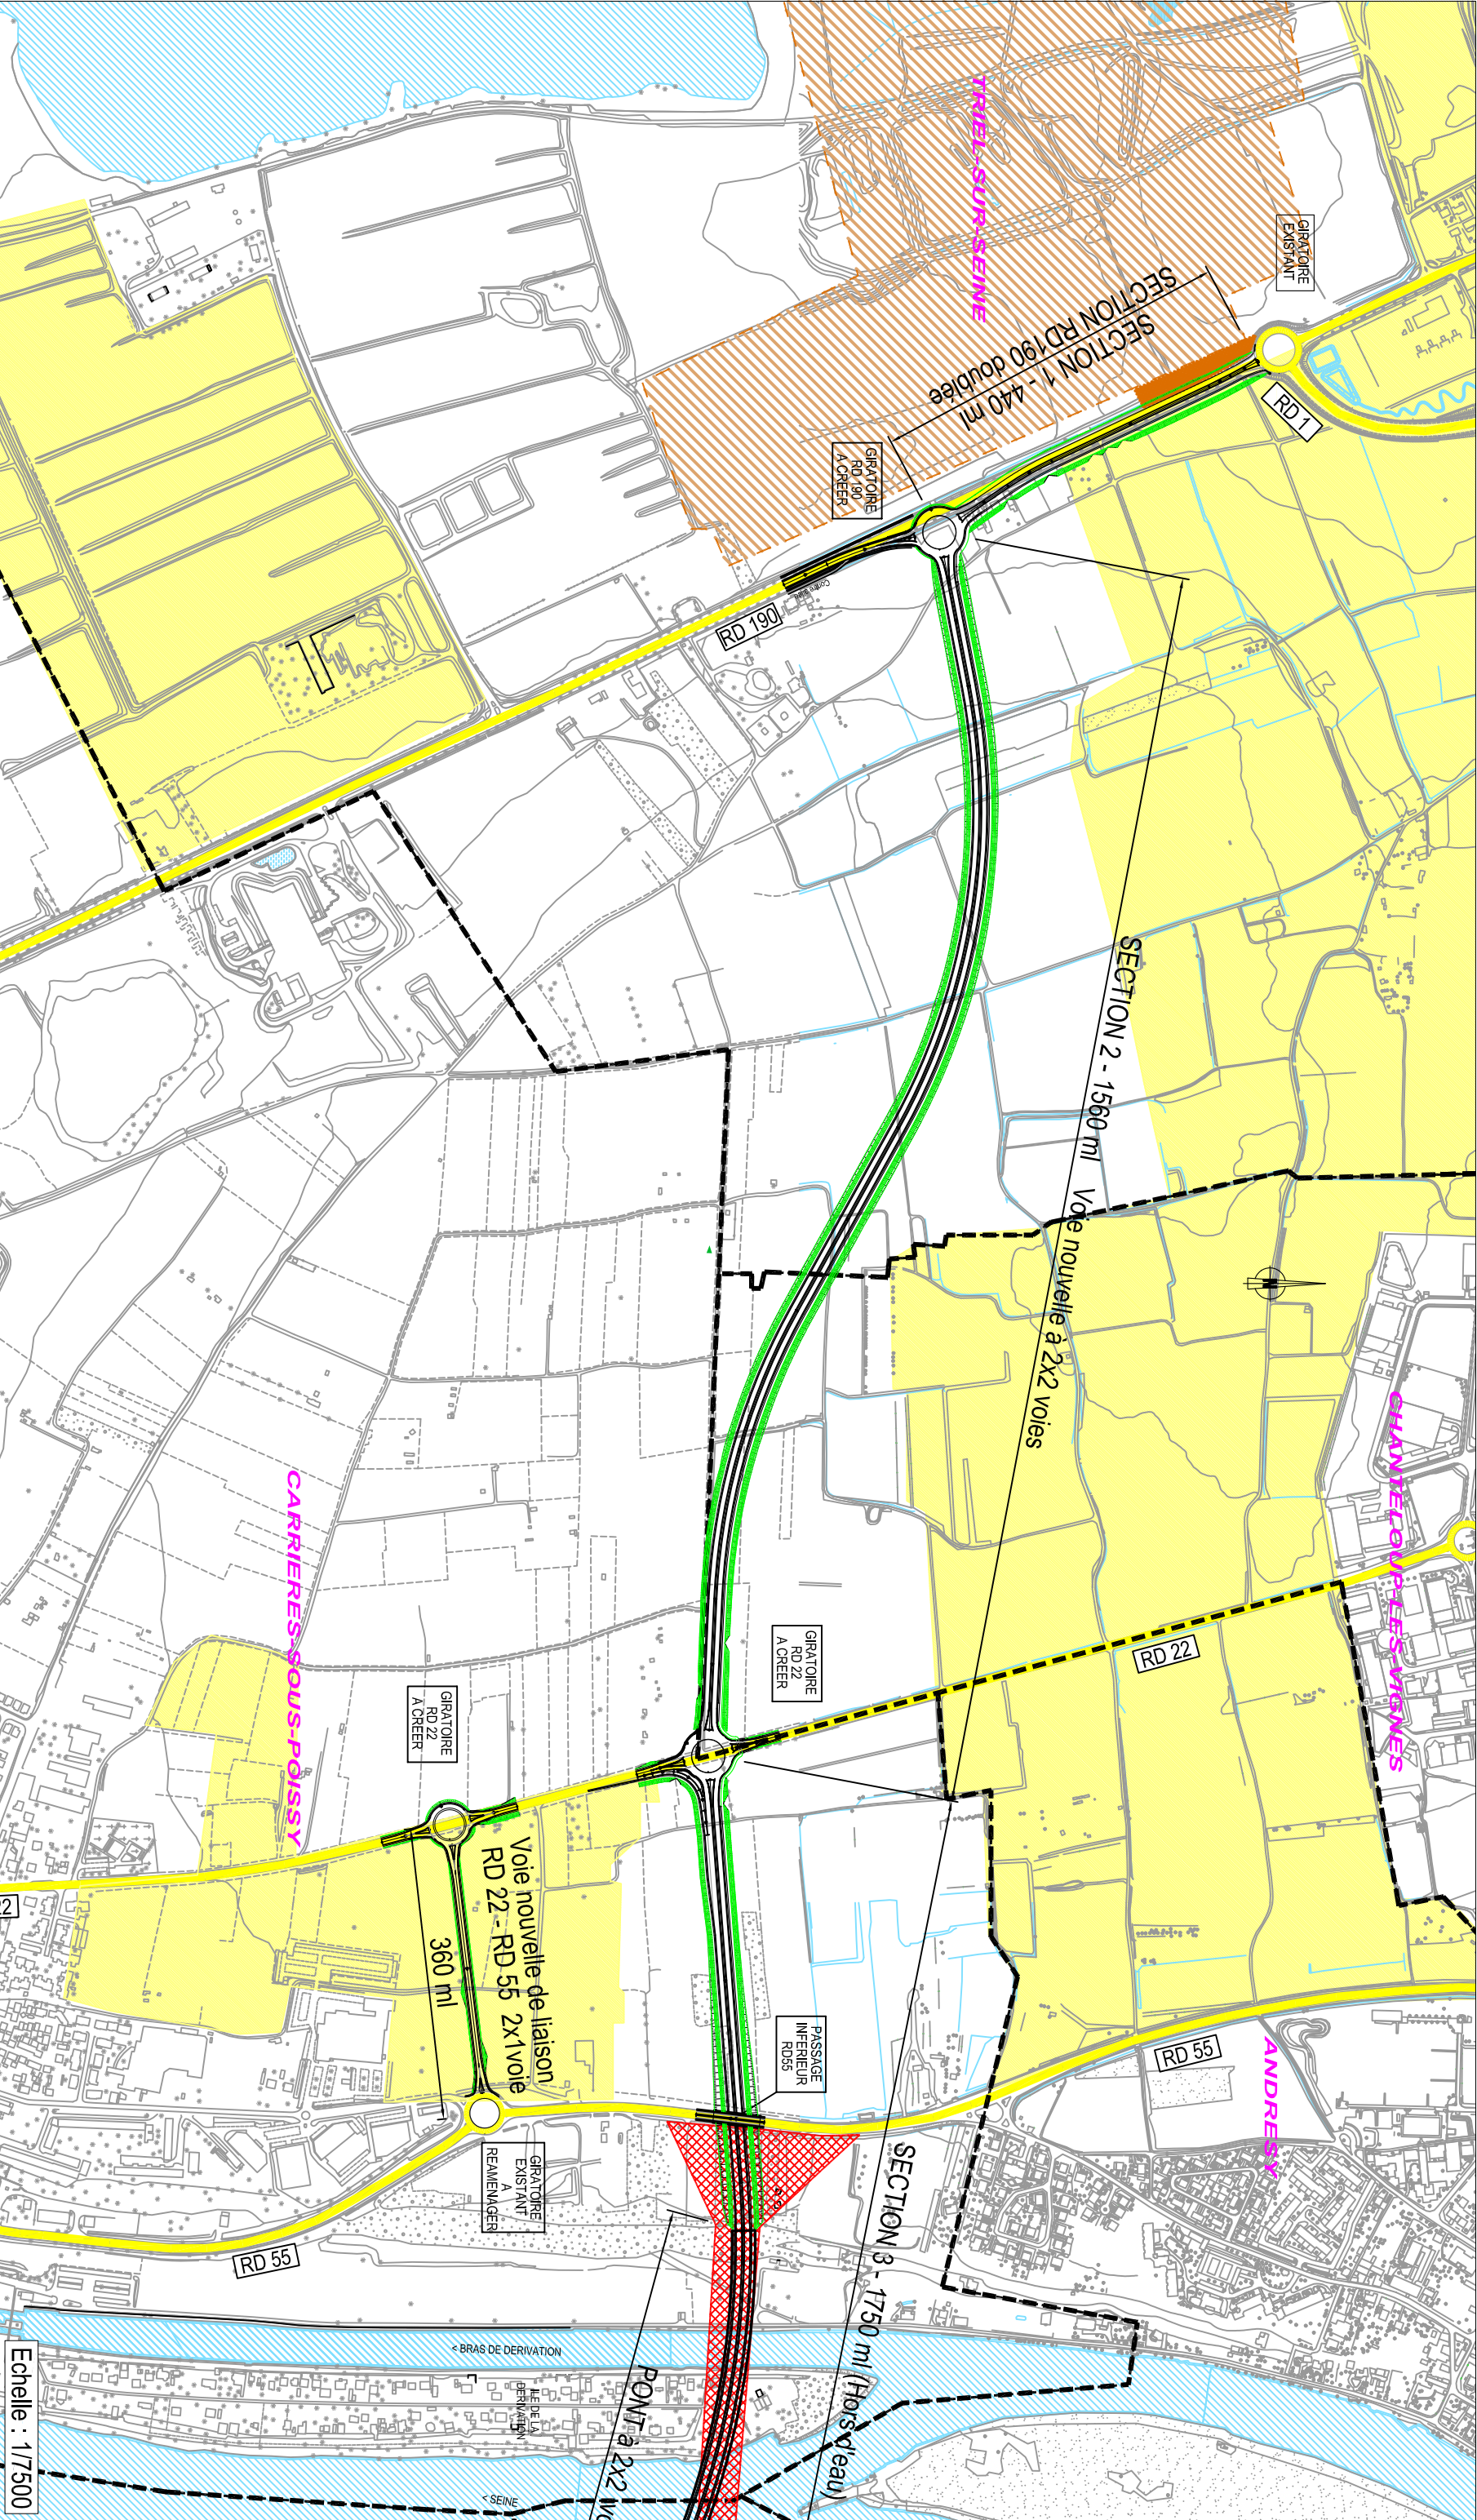 TRIEL-SUR-SEINE
GIRATOIRE
EXISTANT
SECTION 1 - 440 ml
SECTION RD190 doublée
RD 1
GIRATOIRE
RD 190
A CREER
RD 190
SECTION 2 - 1560 ml Voie nouvelle à 2x2 voies
CHANTELOUP-LES-VIGNES
CARRIERES-SOUS-POISSY
GIRATOIRE
RD 22
A CREER
RD 22
GIRATOIRE
RD 22
A CREER
Voie nouvelle de liaison
RD 22 - RD 55 2x1voie
360 ml
22
PASSAGE
INFERIEUR
RD55
RD 55
ANDRESY
GIRATOIRE
EXISTANT
A
REAMENAGER
RD 55
SECTION 3 - 1750 ml (Hors d'eau)
PONT à 2x2 vo
< BRAS DE DERIVATION
ILE DE LA
DERIVATION
< SEINE
Echelle : 1/7500